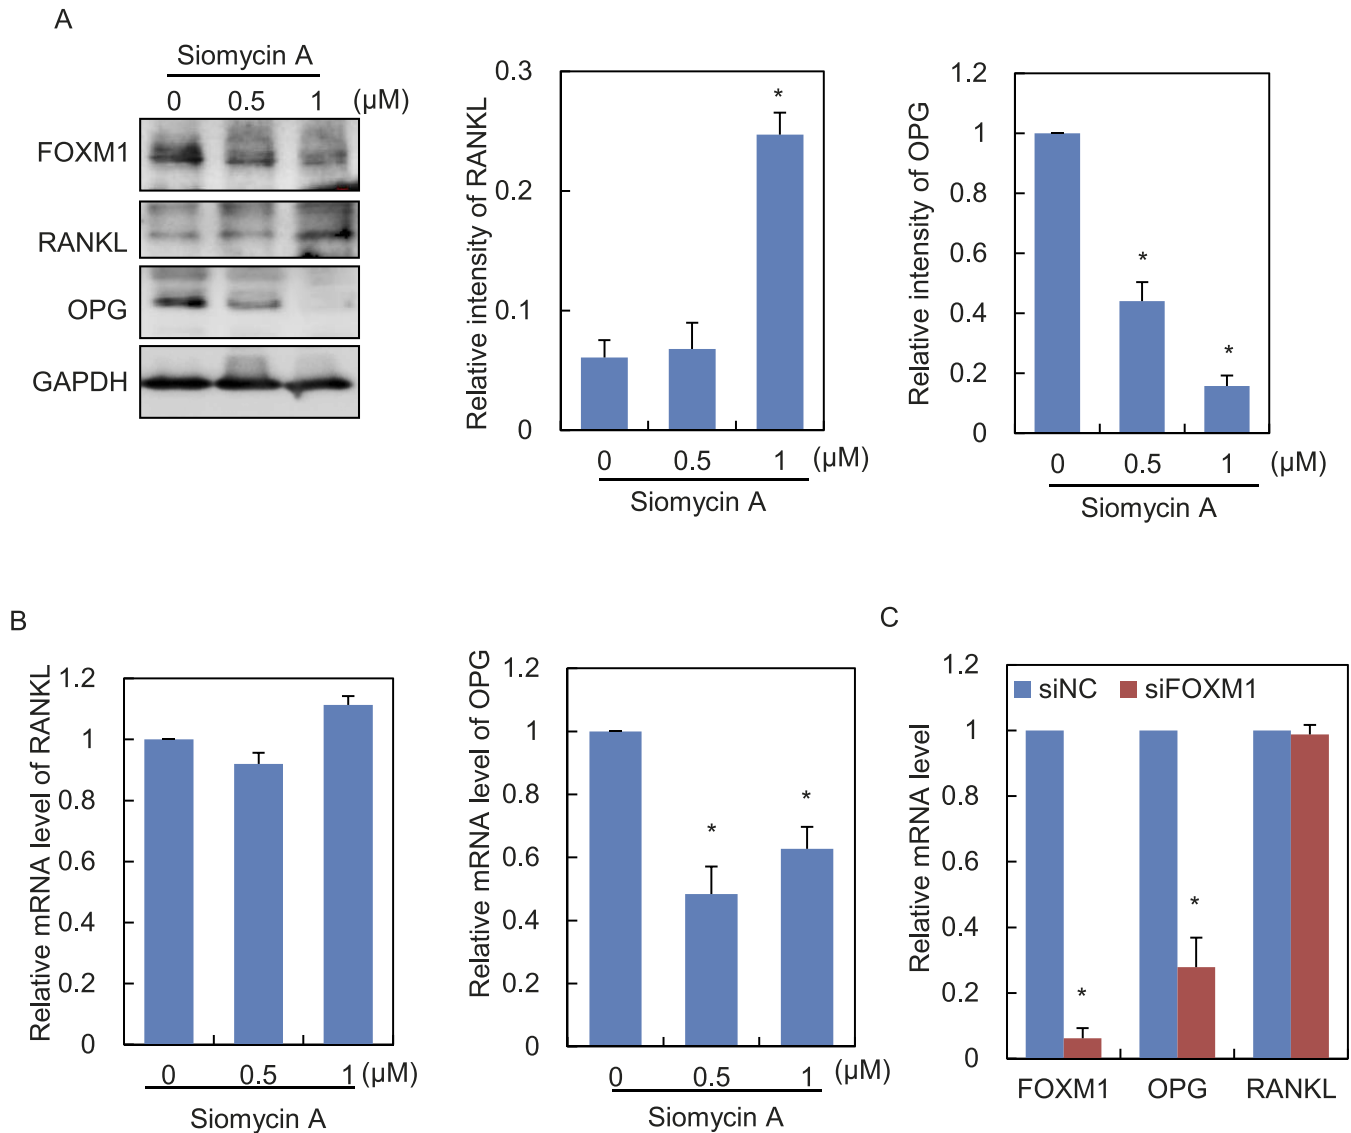 A
Siomycin A
0 0.5 1 (µM)
FOXM1
RANKL
OPG
GAPDH
Relative intensity of RANKL
0.3
0.2
0.1
0
*
0 0.5 1 (µM)
Siomycin A
Relative intensity of OPG
1.2
1
0.8
0.6
0.4
0.2
0
*
*
0 0.5 1 (µM)
Siomycin A
B
Relative mRNA level of RANKL
1.2
1
0.8
0.6
0.4
0.2
0
0 0.5 1 (µM)
Siomycin A
Relative mRNA level of OPG
1.2
1
0.8
0.6
0.4
0.2
0
*
*
0 0.5 1 (µM)
Siomycin A
C
Relative mRNA level
1.2
1
0.8
0.6
0.4
0.2
0
siNC siFOXM1
*
*
FOXM1 OPG RANKL